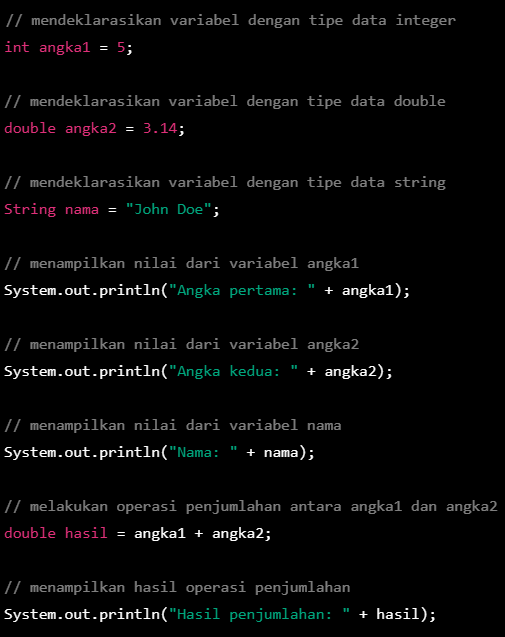 // mendeklarasikan variabel dengan tipe data integer
int angka1 = 5;
// mendeklarasikan variabel dengan tipe data double
double angka2 = 3.14;
// mendeklarasikan variabel dengan tipe data string
String nama = "John Doe";
// menampilkan nilai dari variabel angka1
System.out.println("Angka pertama: " + angka1);
// menampilkan nilai dari variabel angka2
System.out.println("Angka kedua: " + angka2);
// menampilkan nilai dari variabel nama
System.out.println("Nama: " + nama);
// melakukan operasi penjumlahan antara angka1 dan angka2
double hasil = angka1 + angka2;
// menampilkan hasil operasi penjumlahan
System.out.println("Hasil penjumlahan: " + hasil);